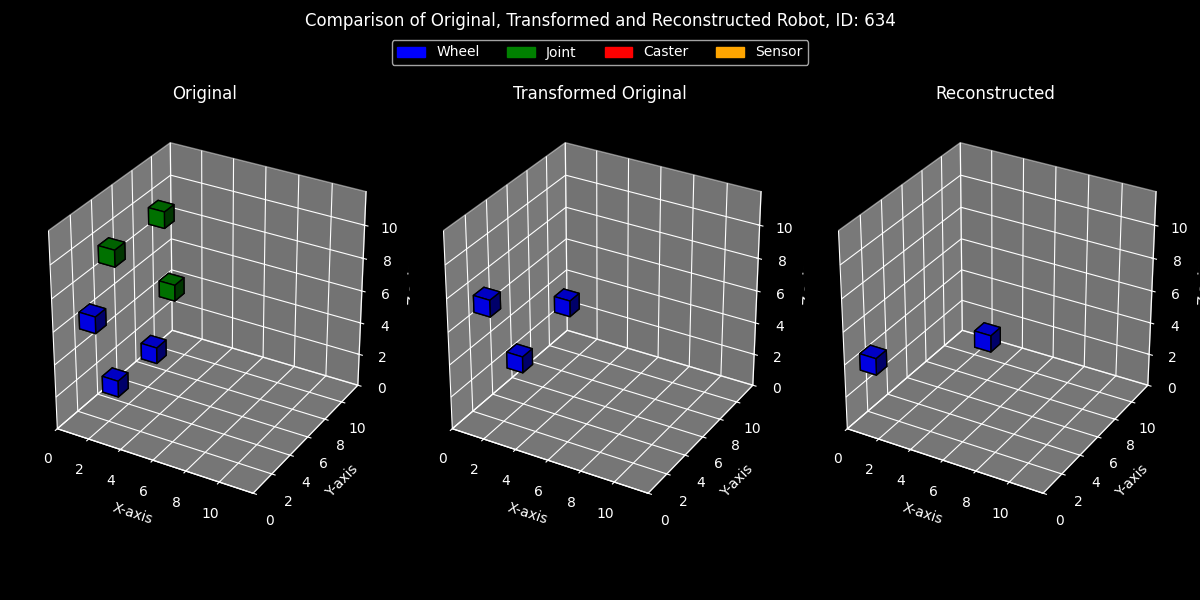 Comparison of Original, Transformed and Reconstructed Robot, ID: 634
Wheel Joint Caster Sensor
Original Transformed Original Reconstructed
10 10 10
8 8 8
6 6 6
4 4 4
2 2 2
0 0 0
10 10 10
8 8 8
6 6 6
4 4 4
2 2 2
0 0 0
0 2 4 6 8 10 0 2 4 6 8 10 0 2 4 6 8 10
X-axis Y-axis X-axis Y-axis X-axis Y-axis